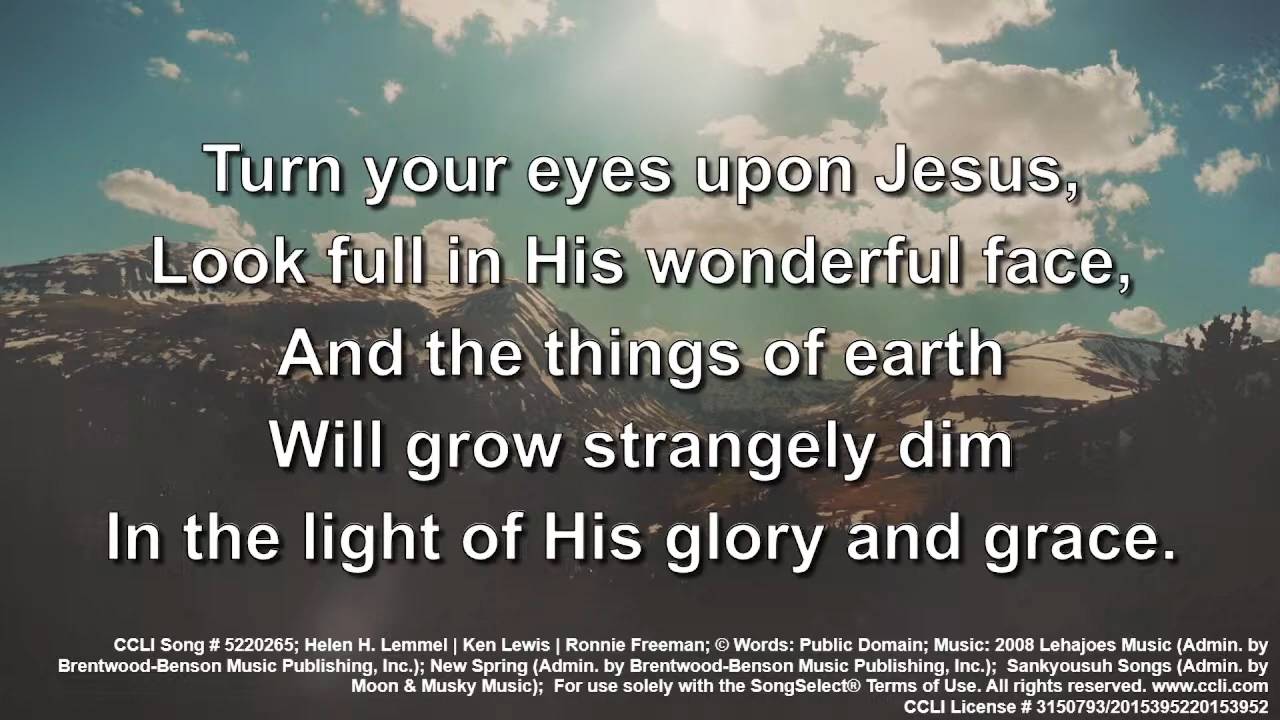 Turn your eyes upon Jesus,
Look full in His wonderful face,
And the things of earth
Will grow strangely dim
In the light of His glory and grace.
CCLI Song # 5220265; Helen H. Lemmel | Ken Lewis | Ronnie Freeman; © Words: Public Domain; Music: 2008 Lehajoes Music (Admin. by
Brentwood-Benson Music Publishing, Inc.); New Spring (Admin. by Brentwood-Benson Music Publishing, Inc.);  Sankyousuh Songs (Admin. by
Moon & Musky Music);  For use solely with the SongSelect® Terms of Use. All rights reserved. www.ccli.com
CCLI License # 3150793/2015395220153952